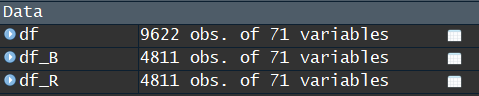 Data
df 9622 obs. of 71 variables
df_B 4811 obs. of 71 variables
df_R 4811 obs. of 71 variables